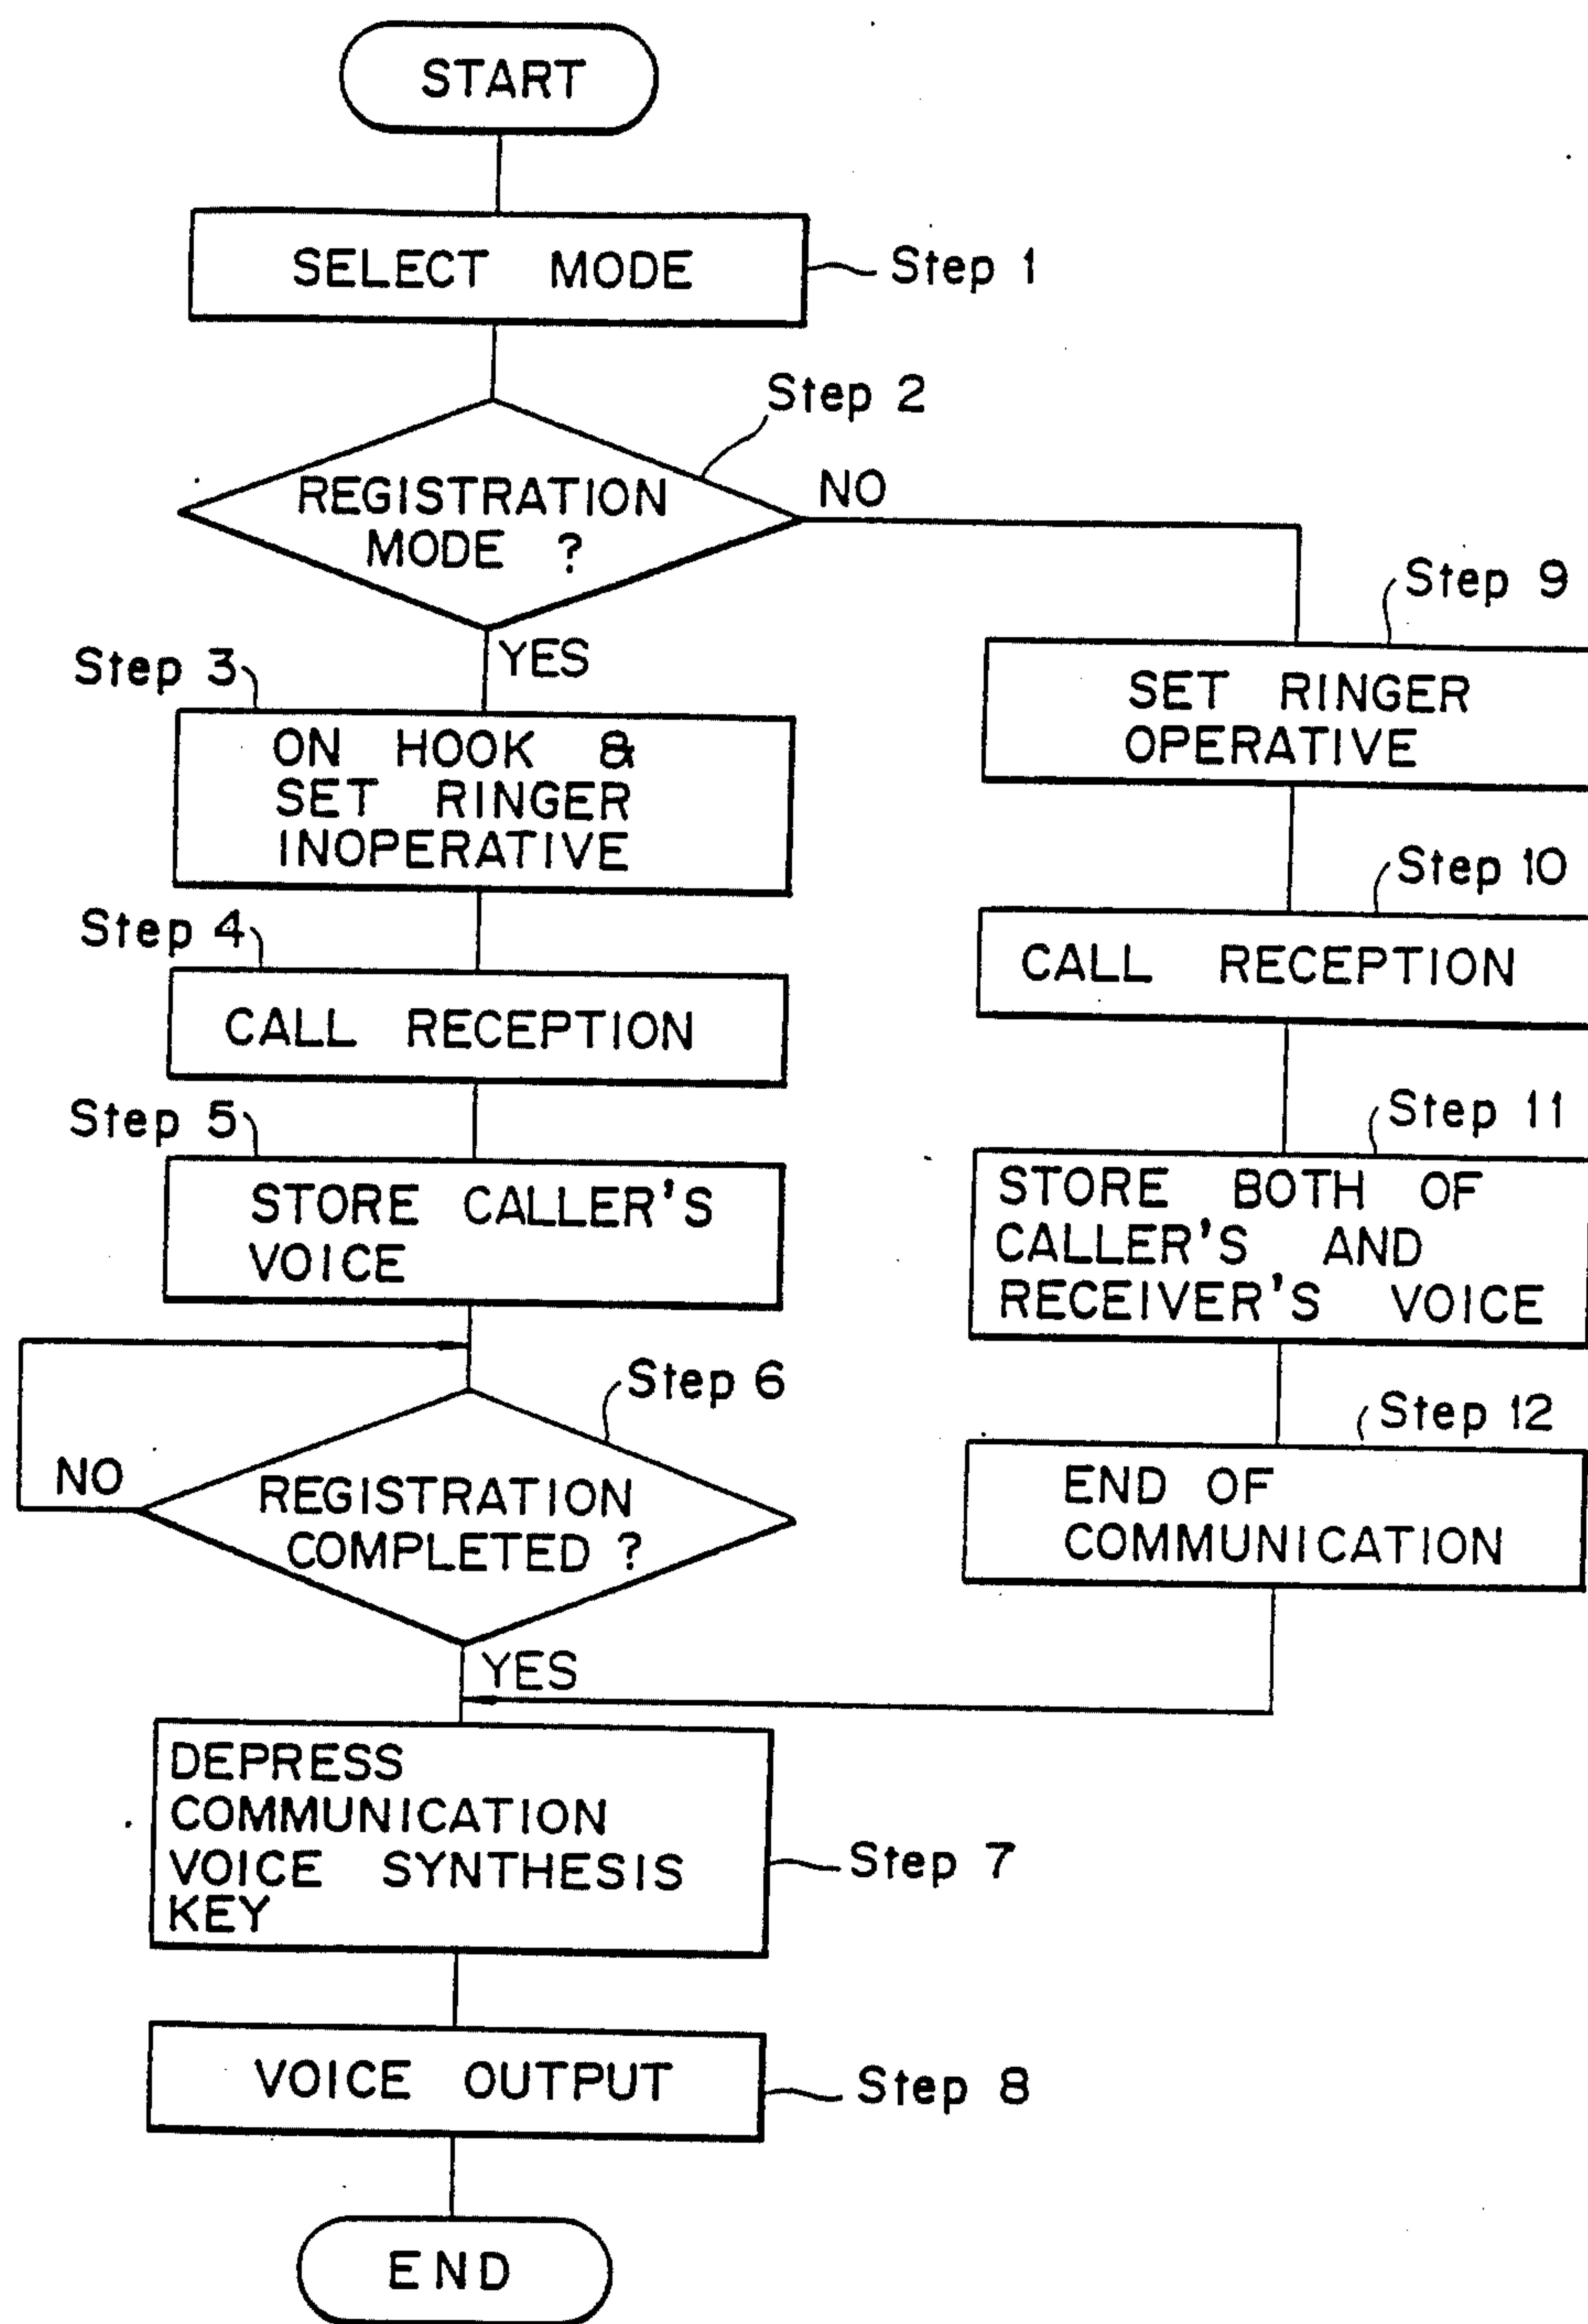 START
SELECT MODE
Step 1
Step 2
REGISTRATION
MODE ?
NO
YES
Step 3
ON HOOK &
SET RINGER
INOPERATIVE
Step 4
CALL RECEPTION
Step 5
STORE CALLER'S
VOICE
Step 6
NO
REGISTRATION
COMPLETED ?
YES
Step 9
SET RINGER
OPERATIVE
Step 10
CALL RECEPTION
Step 11
STORE BOTH OF
CALLER'S AND
RECEIVER'S VOICE
Step 12
END OF
COMMUNICATION
DEPRESS
COMMUNICATION
VOICE SYNTHESIS
KEY
Step 7
VOICE OUTPUT
Step 8
END